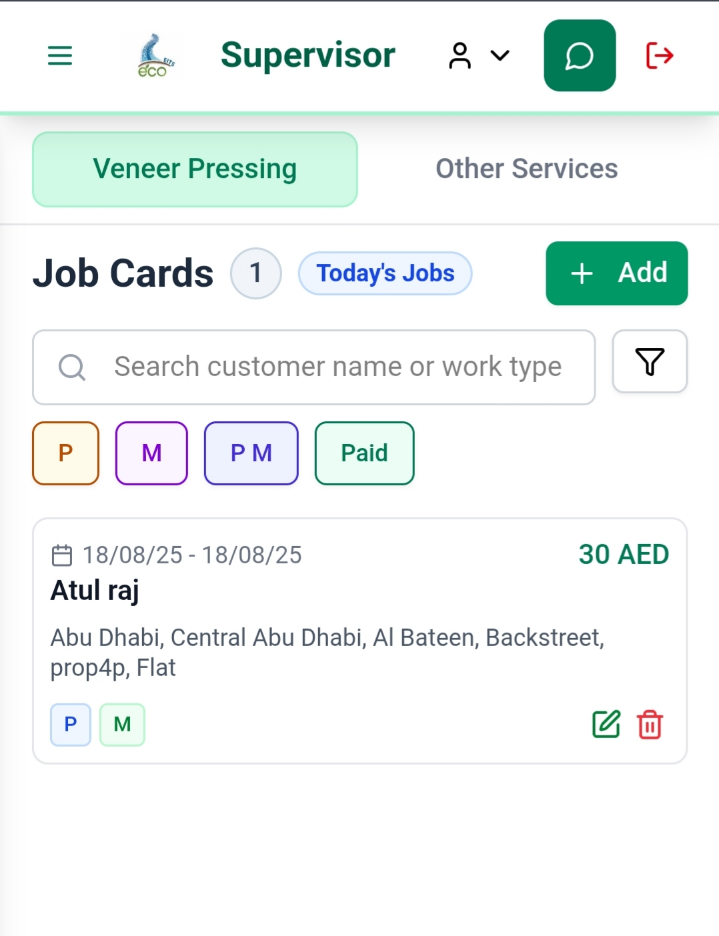 eco
Supervisor
Veneer Pressing
Other Services
Job Cards 1 Today's Jobs
+ Add
Search customer name or work type
P M P M Paid
18/08/25 - 18/08/25 30 AED
Atul raj
Abu Dhabi, Central Abu Dhabi, Al Bateen, Backstreet,
prop4p, Flat
P M